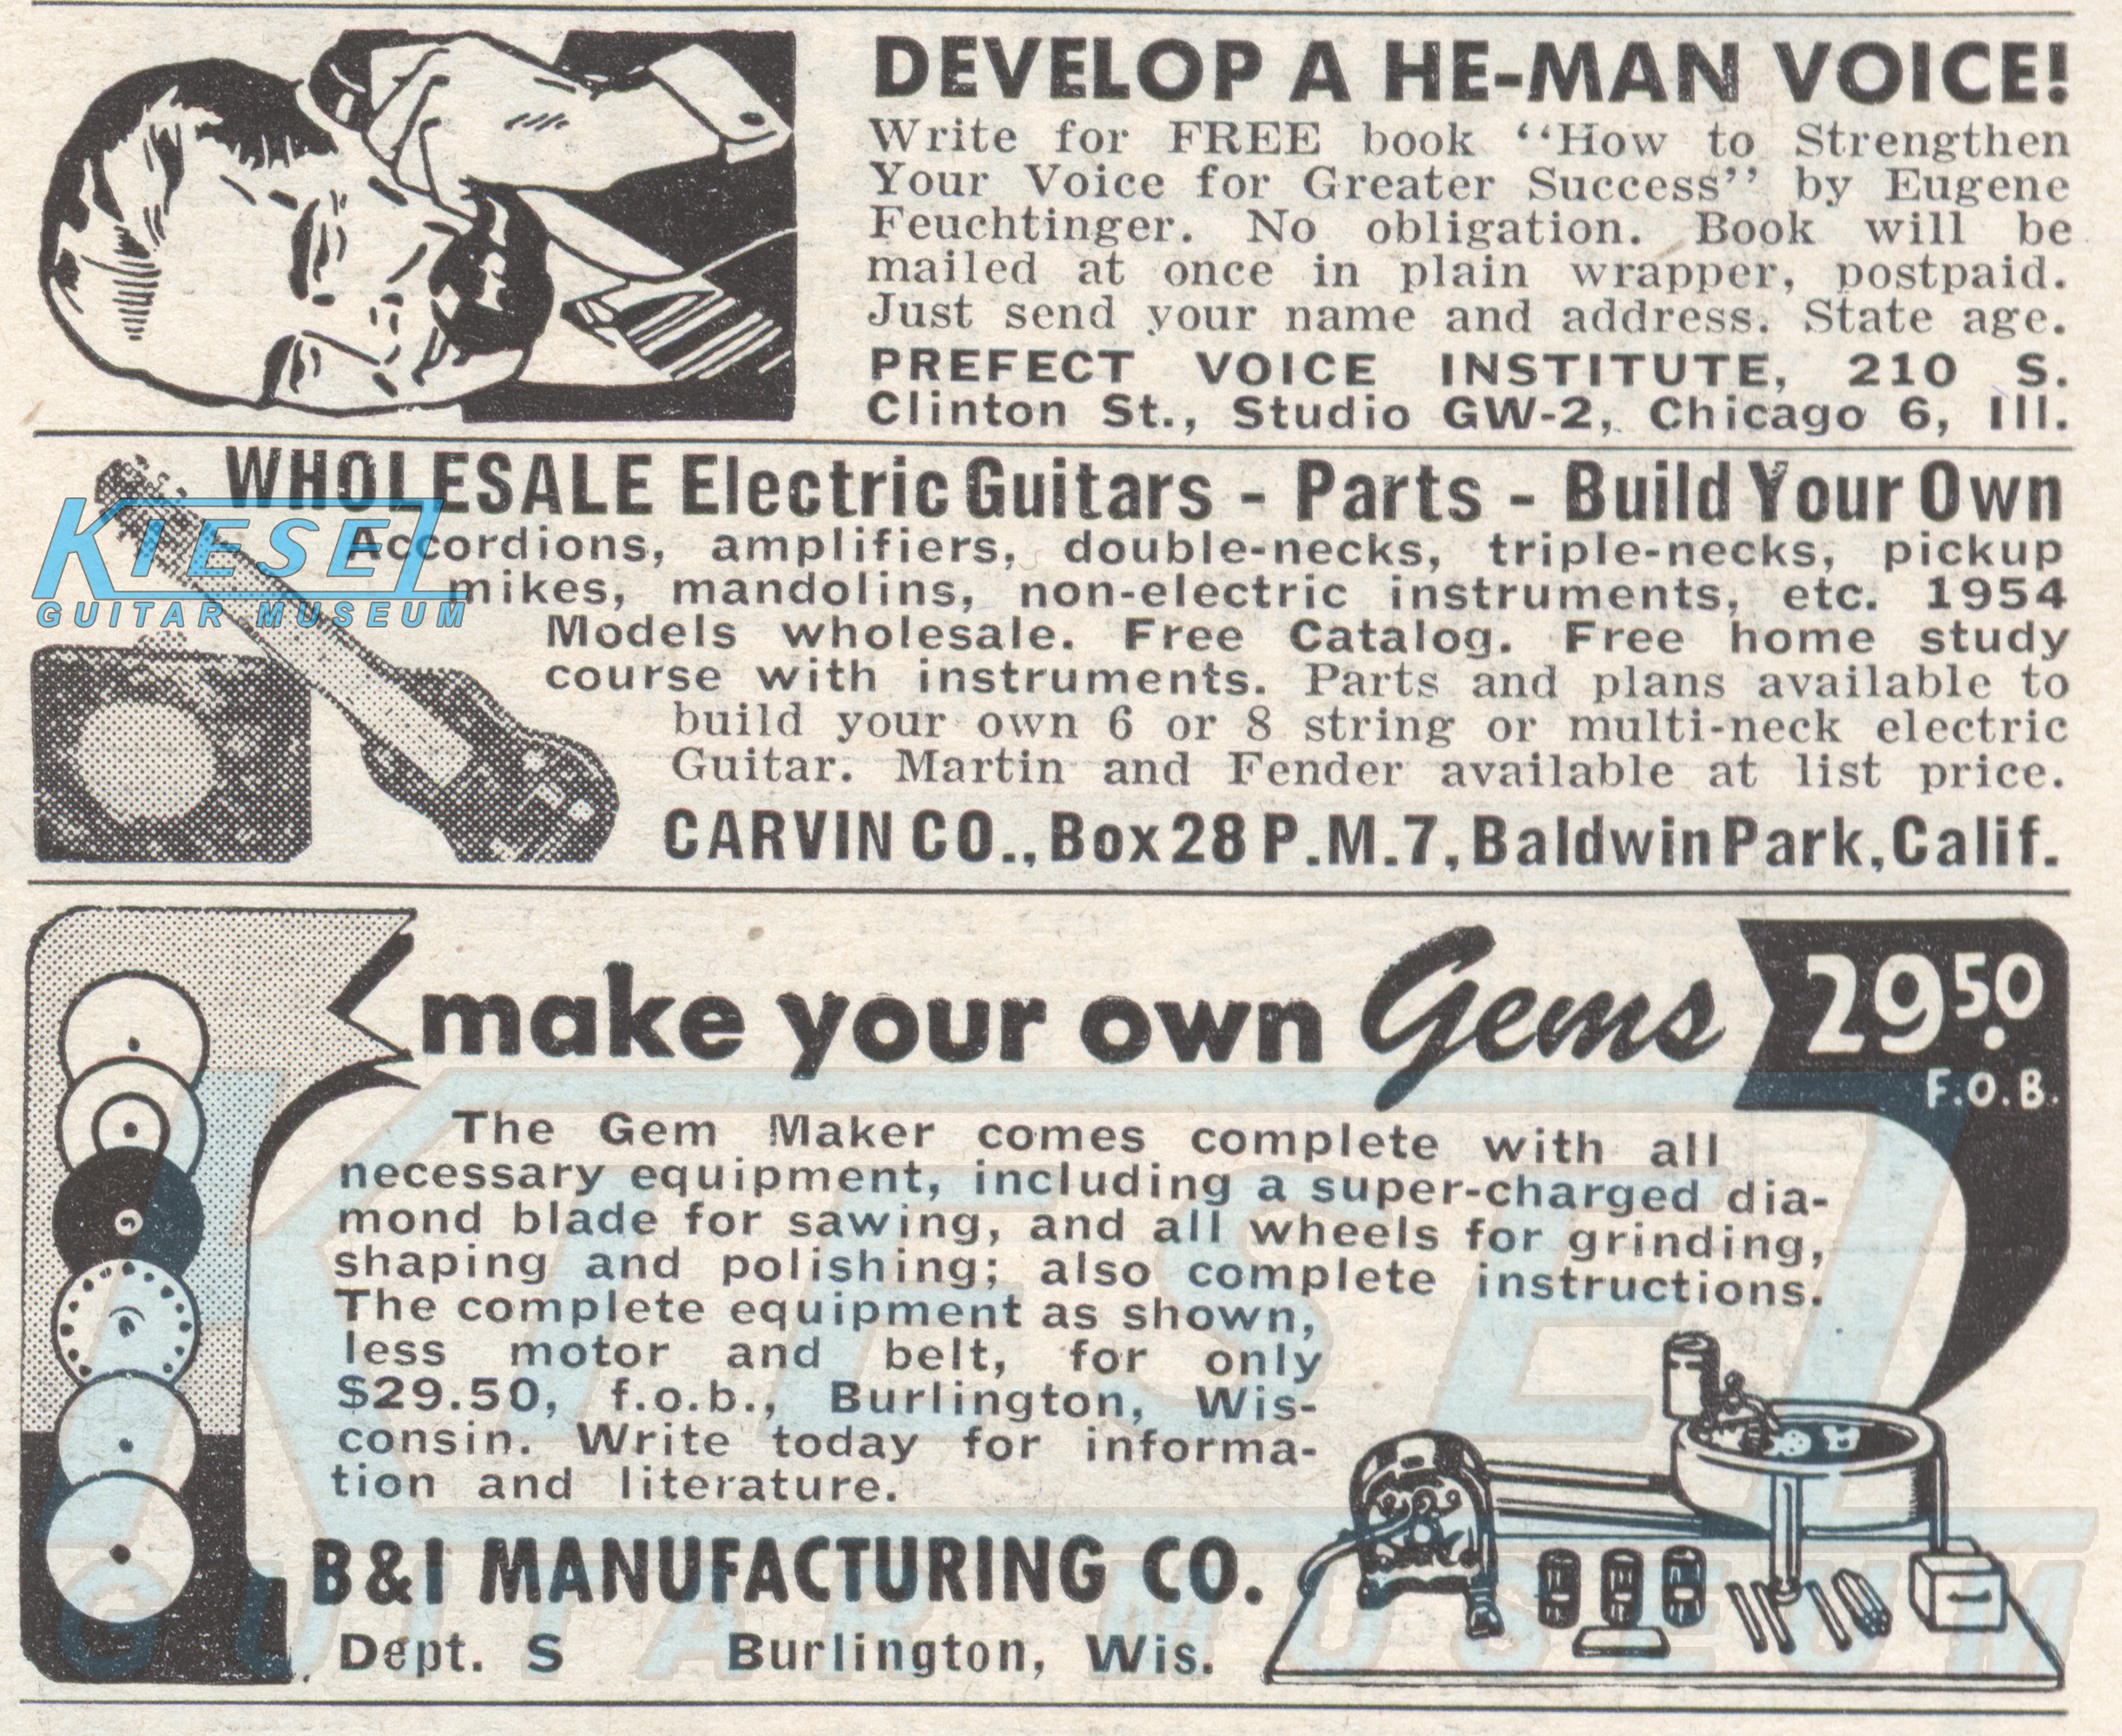 DEVELOP A HE-MAN VOICE!
Write for FREE book "How to Strengthen
Your Voice for Greater Success" by Eugene
Feuchtinger. No obligation. Book will be
mailed at once in plain wrapper, postpaid.
Just send your name and address. State age.
PREFECT VOICE INSTITUTE, 210 S.
Clinton St., Studio GW-2, Chicago 6, Ill.
WHOLESALE Electric Guitars - Parts - Build Your Own
KIESEL
GUITAR MUSEUM
Accordions, amplifiers, double-necks, triple-necks, pickup
mikes, mandolins, non-electric instruments, etc. 1954
Models wholesale. Free Catalog. Free home study
course with instruments. Parts and plans available to
build your own 6 or 8 string or multi-neck electric
Guitar. Martin and Fender available at list price.
CARVIN CO., Box 28 P.M.7, Baldwin Park, Calif.
make your own Gems
29.50
F.O.B.
The Gem Maker comes complete with all
necessary equipment, including a super-charged dia-
mond blade for sawing, and all wheels for grinding,
shaping and polishing; also complete instructions.
The complete equipment as shown,
less motor and belt, for only
$29.50, f.o.b., Burlington, Wis-
consin. Write today for informa-
tion and literature.
B&I MANUFACTURING CO.
Dept. S Burlington, Wis.
KIESEL
GUITAR MUSEUM